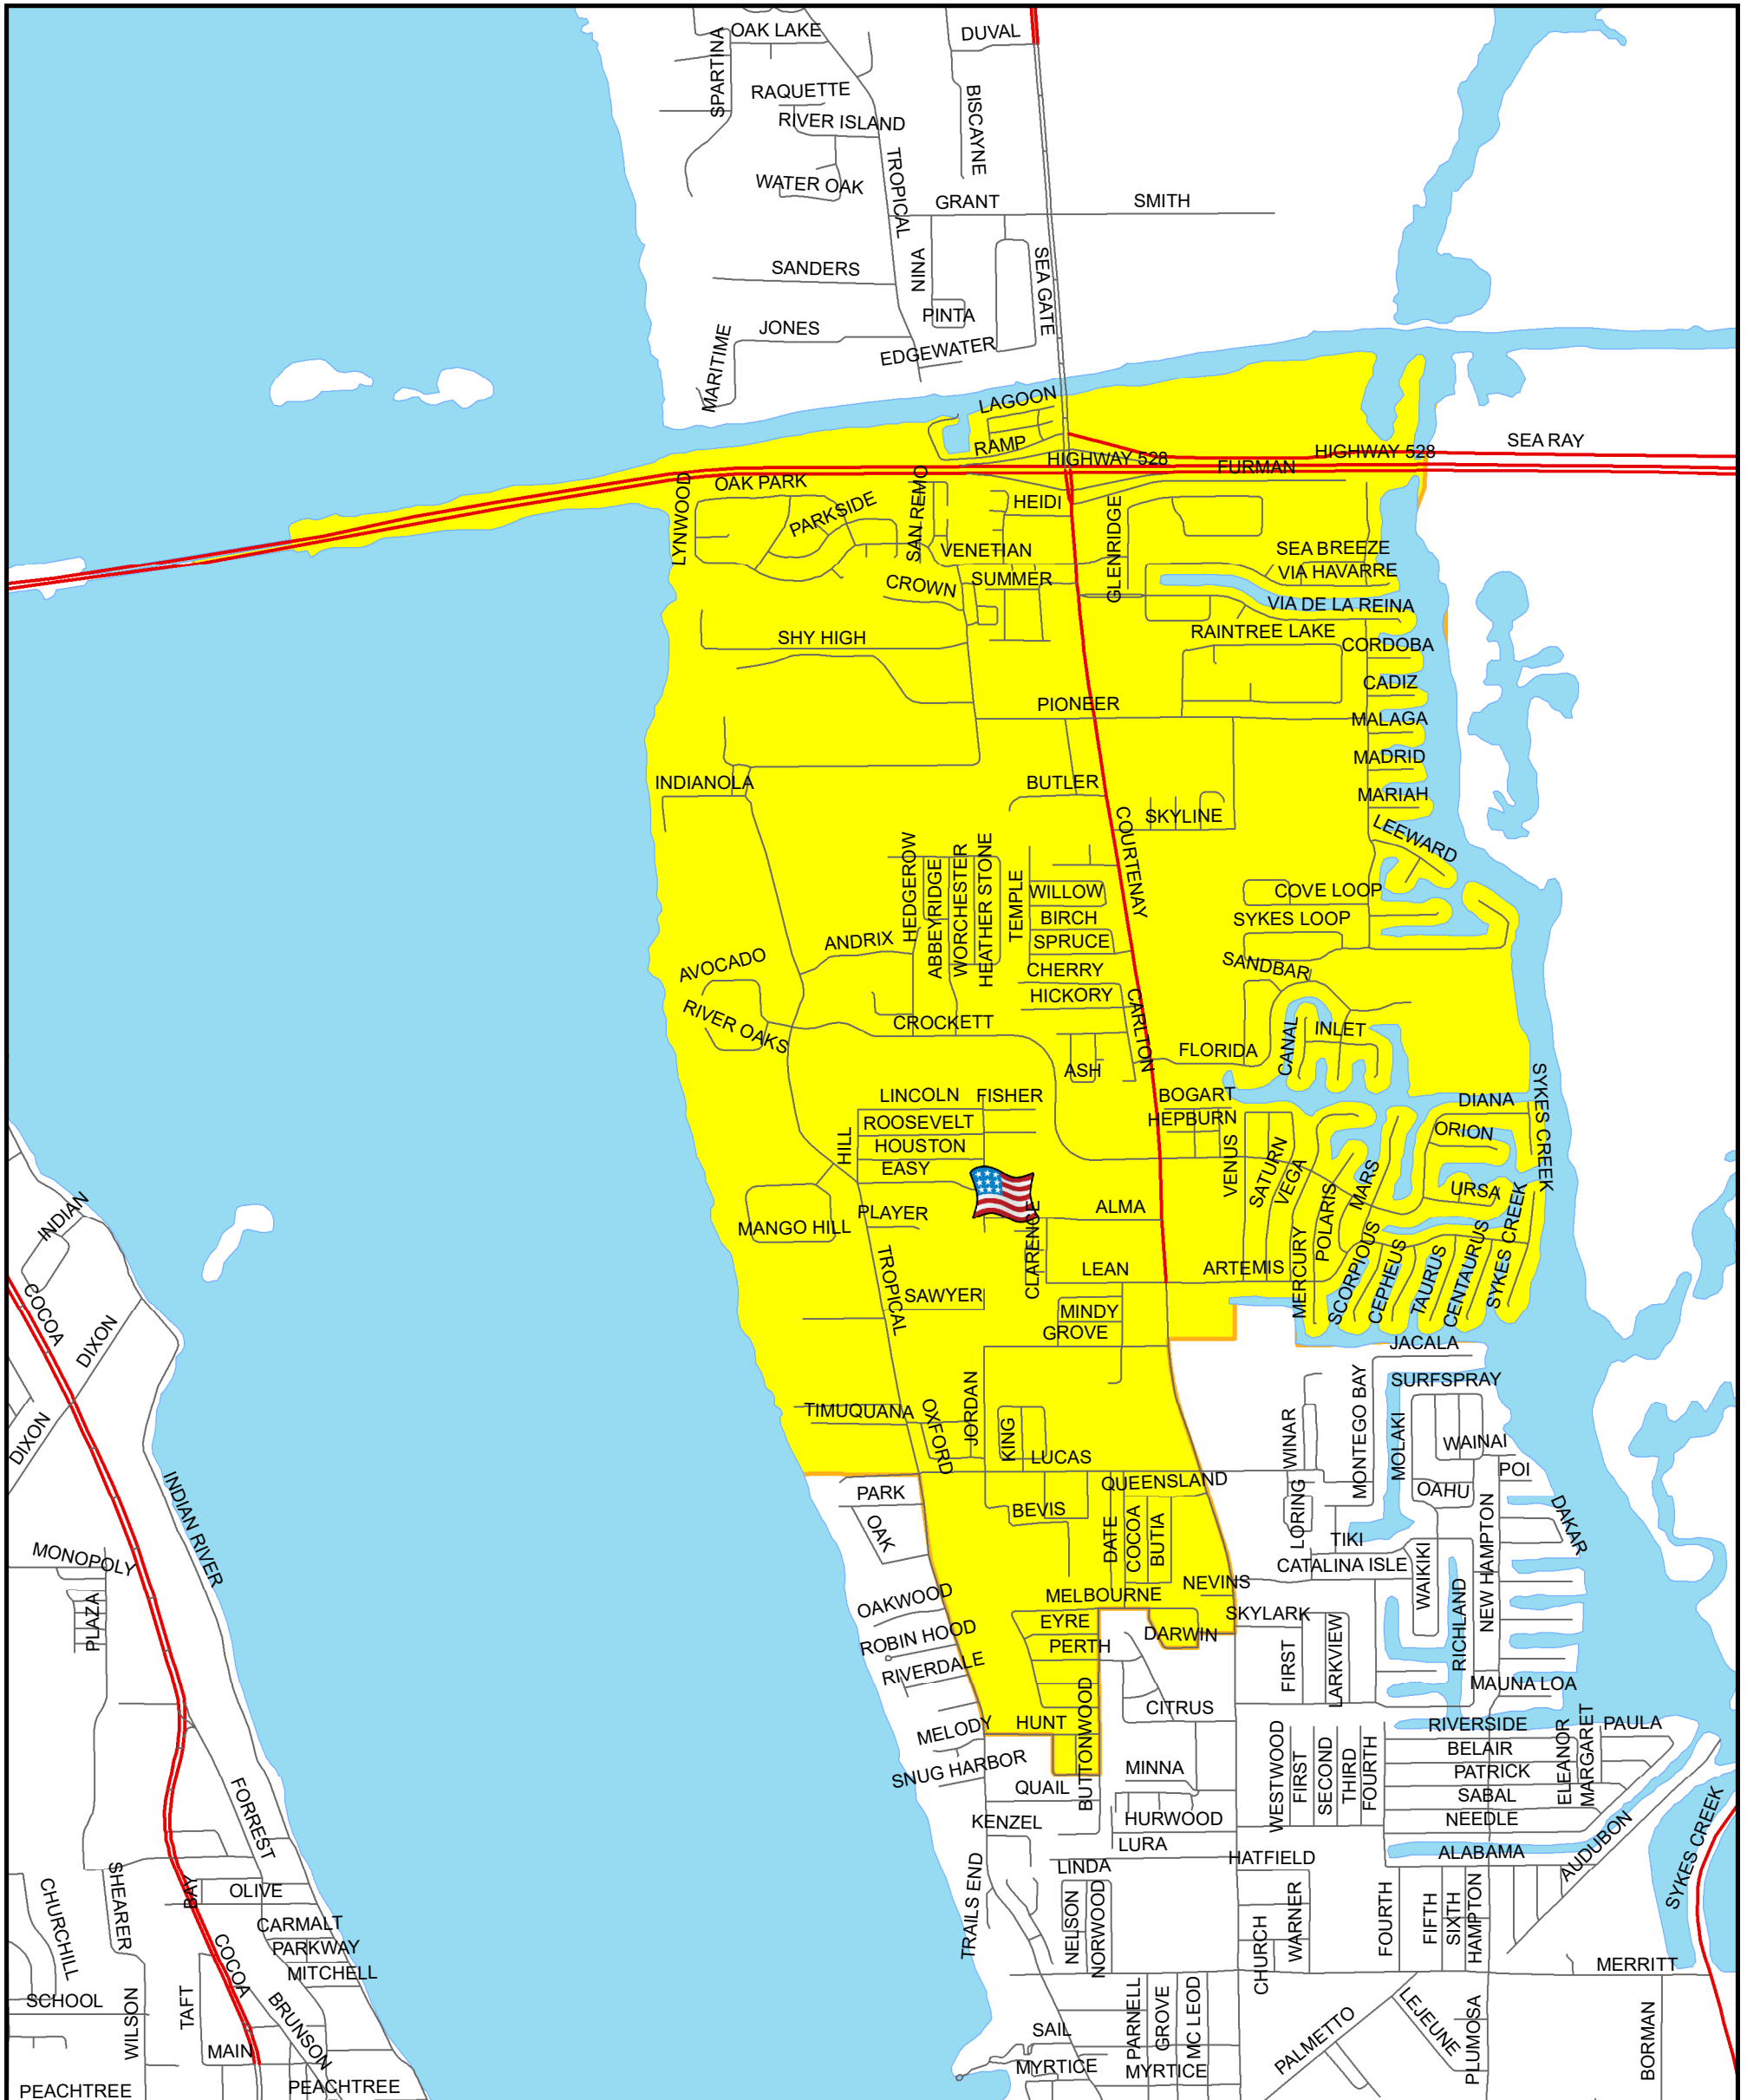 OAK LAKE
DUVAL
SPARTINA
RAQUETTE
BISCAYNE
RIVER ISLAND
TROPICAL
WATER OAK
GRANT
SMITH
NINA
SEA GATE
SANDERS
PINTA
JONES
MARITIME
EDGEWATER
LAGOON
RAMP
HIGHWAY 528
FURMAN
HIGHWAY 528
SEA RAY
LYNWOOD
OAK PARK
PARKSIDE
SAN REMO
HEIDI
GLENRIDGE
VENETIAN
SEA BREEZE
VIA HAVARRE
CROWN
SUMMER
VIA DE LA REINA
SHY HIGH
RAINTREE LAKE
CORDOBA
CADIZ
PIONEER
MALAGA
MADRID
INDIANOLA
BUTLER
MARIAH
SKYLINE
COURTENAY
LEEWARD
HEDGEROW
ABBEYRIDGE
WORCHESTER
HEATHER STONE
TEMPLE
WILLOW
COVE LOOP
BIRCH
SYKES LOOP
ANDRIX
SPRUCE
AVOCADO
CHERRY
SANDBAR
HICKORY
CARLTON
RIVER OAKS
CROCKETT
CANAL
INLET
FLORIDA
ASH
SYKES CREEK
LINCOLN
FISHER
BOGART
DIANA
ROOSEVELT
HEPBURN
ORION
HILL
HOUSTON
VENUS
SATURN
VEGA
EASY
MARS
URSA
INDIAN
MANGO HILL
PLAYER
CLARENCE
ALMA
POLARIS
MERCURY
SCORPIOUS
CEPHEUS
TAURUS
CENTAURUS
SYKES CREEK
TROPICAL
LEAN
ARTEMIS
COCOA
SAWYER
MINDY
DIXON
GROVE
JACALA
SURFSPRAY
MONTEGO BAY
TIMUQUANA
OXFORD
JORDAN
KING
WINAR
MOLAKI
WAINAI
DIXON
LUCAS
POI
QUEENSLAND
PARK
BEVIS
LORING
OAHU
INDIAN RIVER
OAK
DATE
COCOA
BUTIA
TIKI
NEW HAMPTON
DAKAR
MONOPOLY
CATALINA ISLE
NEVINS
WAIKIKI
MELBOURNE
OAKWOOD
EYRE
SKYLARK
RICHLAND
PLAZA
ROBIN HOOD
PERTH
DARWIN
FIRST
LARKVIEW
RIVERDALE
MAUNA LOA
BUTTONWOOD
CITRUS
MELODY
HUNT
RIVERSIDE
ELEANOR
MARGARET
PAULA
WESTWOOD
FIRST
SECOND
THIRD
FOURTH
BELAIR
SNUG HARBOR
MINNA
PATRICK
QUAIL
SABAL
FORREST
KENZEL
HURWOOD
NEEDLE
LURA
ALABAMA
AUDUBON
SYKES CREEK
HATFIELD
LINDA
SHEARER
CHURCHILL
BAY
OLIVE
TRAILS END
NELSON
NORWOOD
WARNER
CHURCH
FOURTH
FIFTH
SIXTH
HAMPTON
CARMALT
PARKWAY
COCOA
MITCHELL
MERRITT
SCHOOL
WILSON
TAFT
BRUNSON
PARNELL
GROVE
MC LEOD
PALMETTO
LEJEUNE
PLUMOSA
BORMAN
SAIL
MAIN
MYRTICE
MYRTICE
PEACHTREE
PEACHTREE